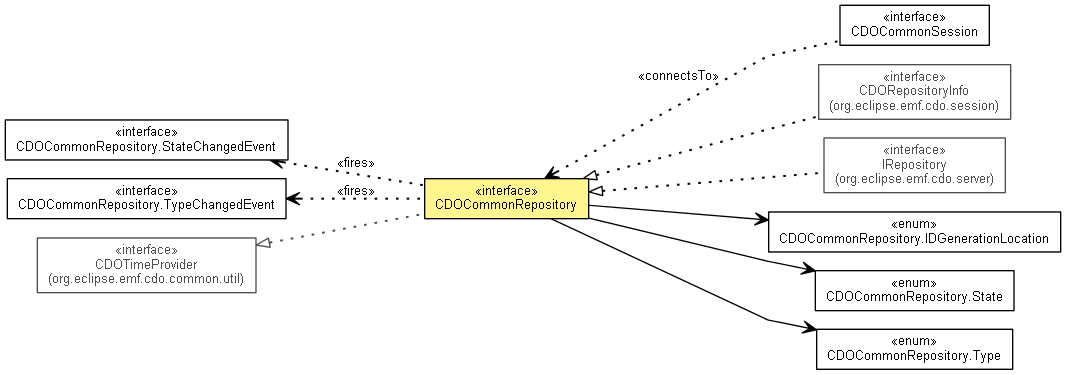 «interface»
CDOCommonSession
«connectsTo»
«interface»
CDORepositoryInfo
(org.eclipse.emf.cdo.session)
«interface»
CDOCommonRepository.StateChangedEvent
«fires»
«interface»
IRepository
(org.eclipse.emf.cdo.server)
«interface»
CDOCommonRepository.TypeChangedEvent
«fires»
«interface»
CDOCommonRepository
«enum»
CDOCommonRepository.IDGenerationLocation
«interface»
CDOTimeProvider
(org.eclipse.emf.cdo.common.util)
«enum»
CDOCommonRepository.State
«enum»
CDOCommonRepository.Type